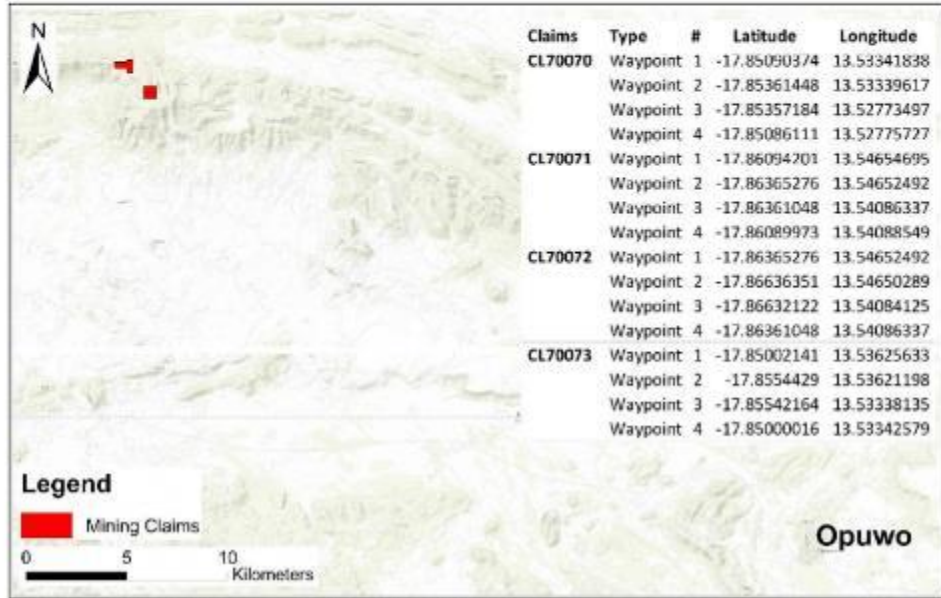 N
Claims Type # Latitude Longitude
CL70070 Waypoint 1 -17.85090374 13.53341838
Waypoint 2 -17.85361448 13.53339617
Waypoint 3 -17.85357184 13.52773497
Waypoint 4 -17.85086111 13.52775727
CL70071 Waypoint 1 -17.86094201 13.54654695
Waypoint 2 -17.86365276 13.54652492
Waypoint 3 -17.86361048 13.54086337
Waypoint 4 -17.86089973 13.54088549
CL70072 Waypoint 1 -17.86365276 13.54652492
Waypoint 2 -17.86636351 13.54650289
Waypoint 3 -17.86632122 13.54084125
Waypoint 4 -17.86361048 13.54086337
CL70073 Waypoint 1 -17.85002141 13.53625633
Waypoint 2 -17.8554429 13.53621198
Waypoint 3 -17.85542164 13.53338135
Waypoint 4 -17.85000016 13.53342579
Legend
Mining Claims
0 5 10
Kilometers
Opuwo